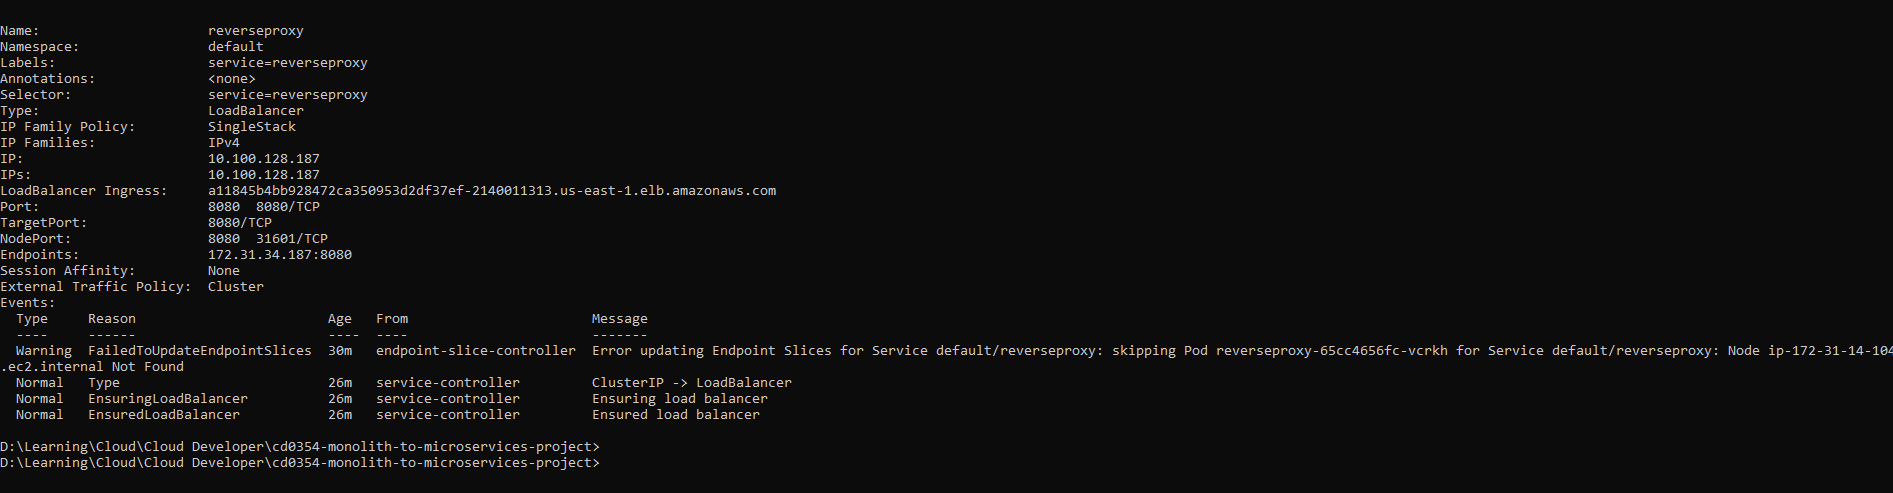 Name:                     reverseproxy
Namespace:                default
Labels:                   service=reverseproxy
Annotations:              <none>
Selector:                 service=reverseproxy
Type:                     LoadBalancer
IP Family Policy:         SingleStack
IP Families:              IPv4
IP:                       10.100.128.187
IPs:                      10.100.128.187
LoadBalancer Ingress:     a11845b4bb928472ca350953d2df37ef-2140011313.us-east-1.elb.amazonaws.com
Port:                     8080  8080/TCP
TargetPort:               8080/TCP
NodePort:                 8080  31601/TCP
Endpoints:                172.31.34.187:8080
Session Affinity:         None
External Traffic Policy:  Cluster
Events:
  Type     Reason                        Age   From                       Message
  ----     ------                        ----  ----                       -------
  Warning  FailedToUpdateEndpointSlices  30m   endpoint-slice-controller  Error updating Endpoint Slices for Service default/reverseproxy: skipping Pod reverseproxy-65cc4656fc-vcrkh for Service default/reverseproxy: Node ip-172-31-14-104
.ec2.internal Not Found
  Normal   Type                          26m   service-controller         ClusterIP -> LoadBalancer
  Normal   EnsuringLoadBalancer          26m   service-controller         Ensuring load balancer
  Normal   EnsuredLoadBalancer           26m   service-controller         Ensured load balancer
D:\Learning\Cloud\Cloud Developer\cd0354-monolith-to-microservices-project>
D:\Learning\Cloud\Cloud Developer\cd0354-monolith-to-microservices-project>